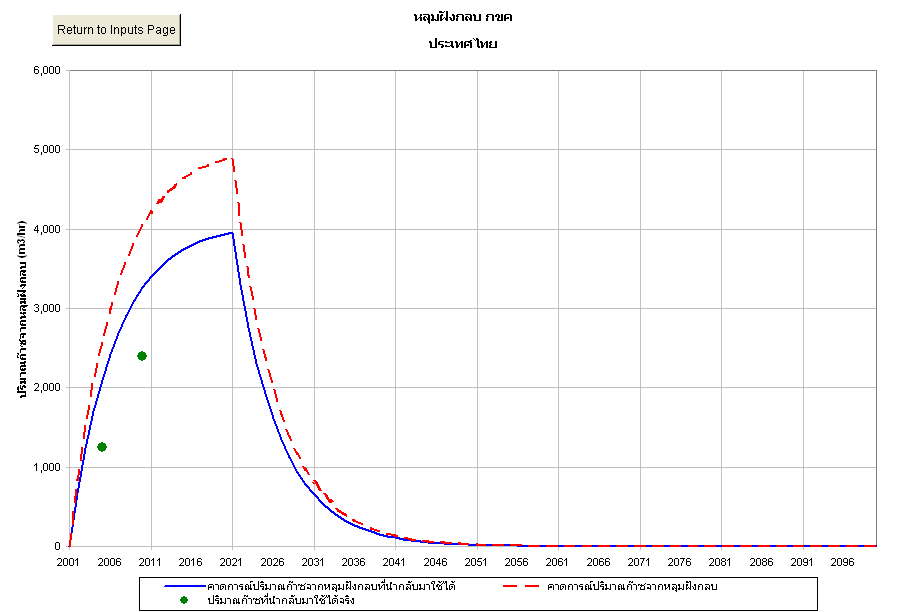 หลุมฝังกลบ กขค
Return to Inputs Page
ประเทศไทย
6,000
5,000
4,000
3,000
2,000
1,000
0
ปริมาณก๊าซจากหลุมฝังกลบ (m3/hr)
2001 2006 2011 2016 2021 2026 2031 2036 2041 2046 2051 2056 2061 2066 2071 2076 2081 2086 2091 2096
คาดการณ์ปริมาณก๊าซจากหลุมฝังกลบที่นำกลับมาใช้ได้ คาดการณ์ปริมาณก๊าซจากหลุมฝังกลบ
ปริมาณก๊าซที่นำกลับมาใช้ได้จริง